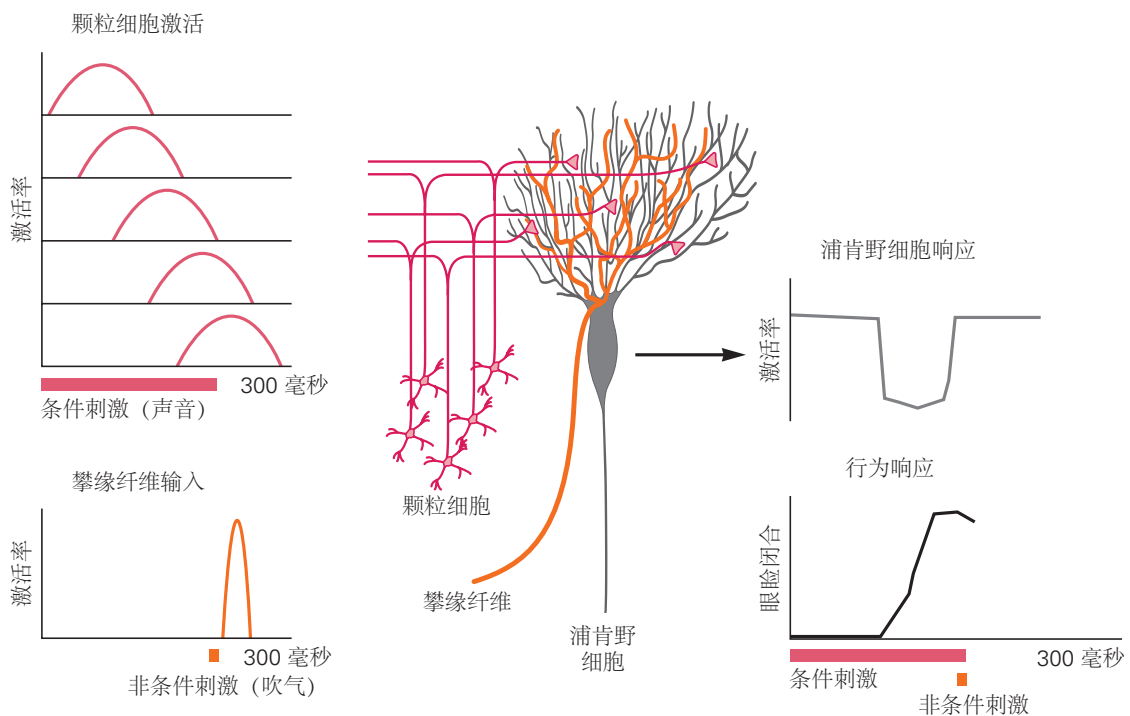 颗粒细胞激活
激活率
300 毫秒
条件刺激（声音）
攀缘纤维输入
激活率
300 毫秒
非条件刺激（吹气）
颗粒细胞
攀缘纤维
浦肯野
细胞
浦肯野细胞响应
激活率
行为响应
眼睑闭合
300 毫秒
条件刺激
非条件刺激